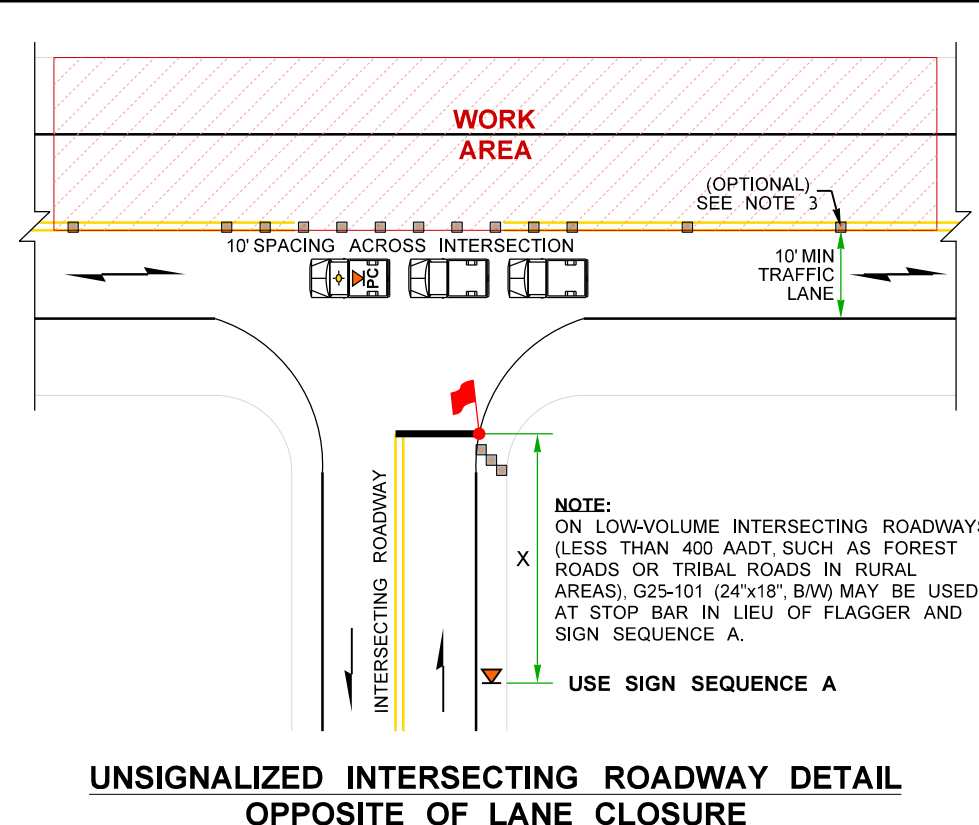 WORK
AREA
(OPTIONAL)
SEE NOTE 3
10' SPACING ACROSS INTERSECTION
10' MIN
TRAFFIC
LANE
PC
INTERSECTING ROADWAY
X
NOTE:
ON LOW-VOLUME INTERSECTING ROADWAYS
(LESS THAN 400 AADT, SUCH AS FOREST
ROADS OR TRIBAL ROADS IN RURAL
AREAS), G25-101 (24"x18", B/W) MAY BE USED
AT STOP BAR IN LIEU OF FLAGGER AND
SIGN SEQUENCE A.
USE SIGN SEQUENCE A
UNSIGNALIZED INTERSECTING ROADWAY DETAIL
OPPOSITE OF LANE CLOSURE